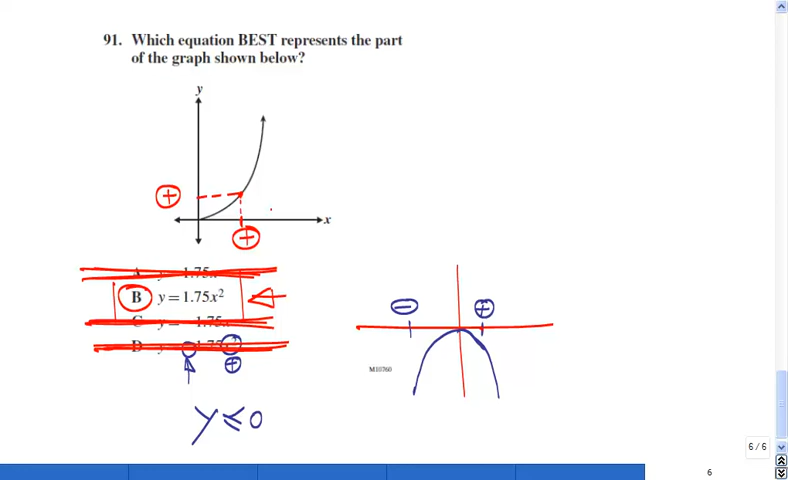 91. Which equation BEST represents the part
of the graph shown below?
y
+
x
+
B y = 1.75x²
+
y ≤ 0
− +
M10760
6 / 6
6